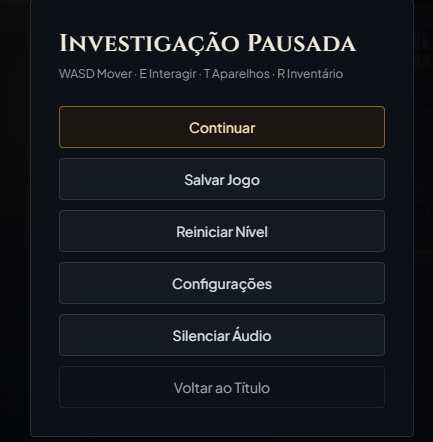 Investigação Pausada
WASD Mover · E Interagir · T Aparelhos · R Inventário
Continuar
Salvar Jogo
Reiniciar Nível
Configurações
Silenciar Áudio
Voltar ao Título